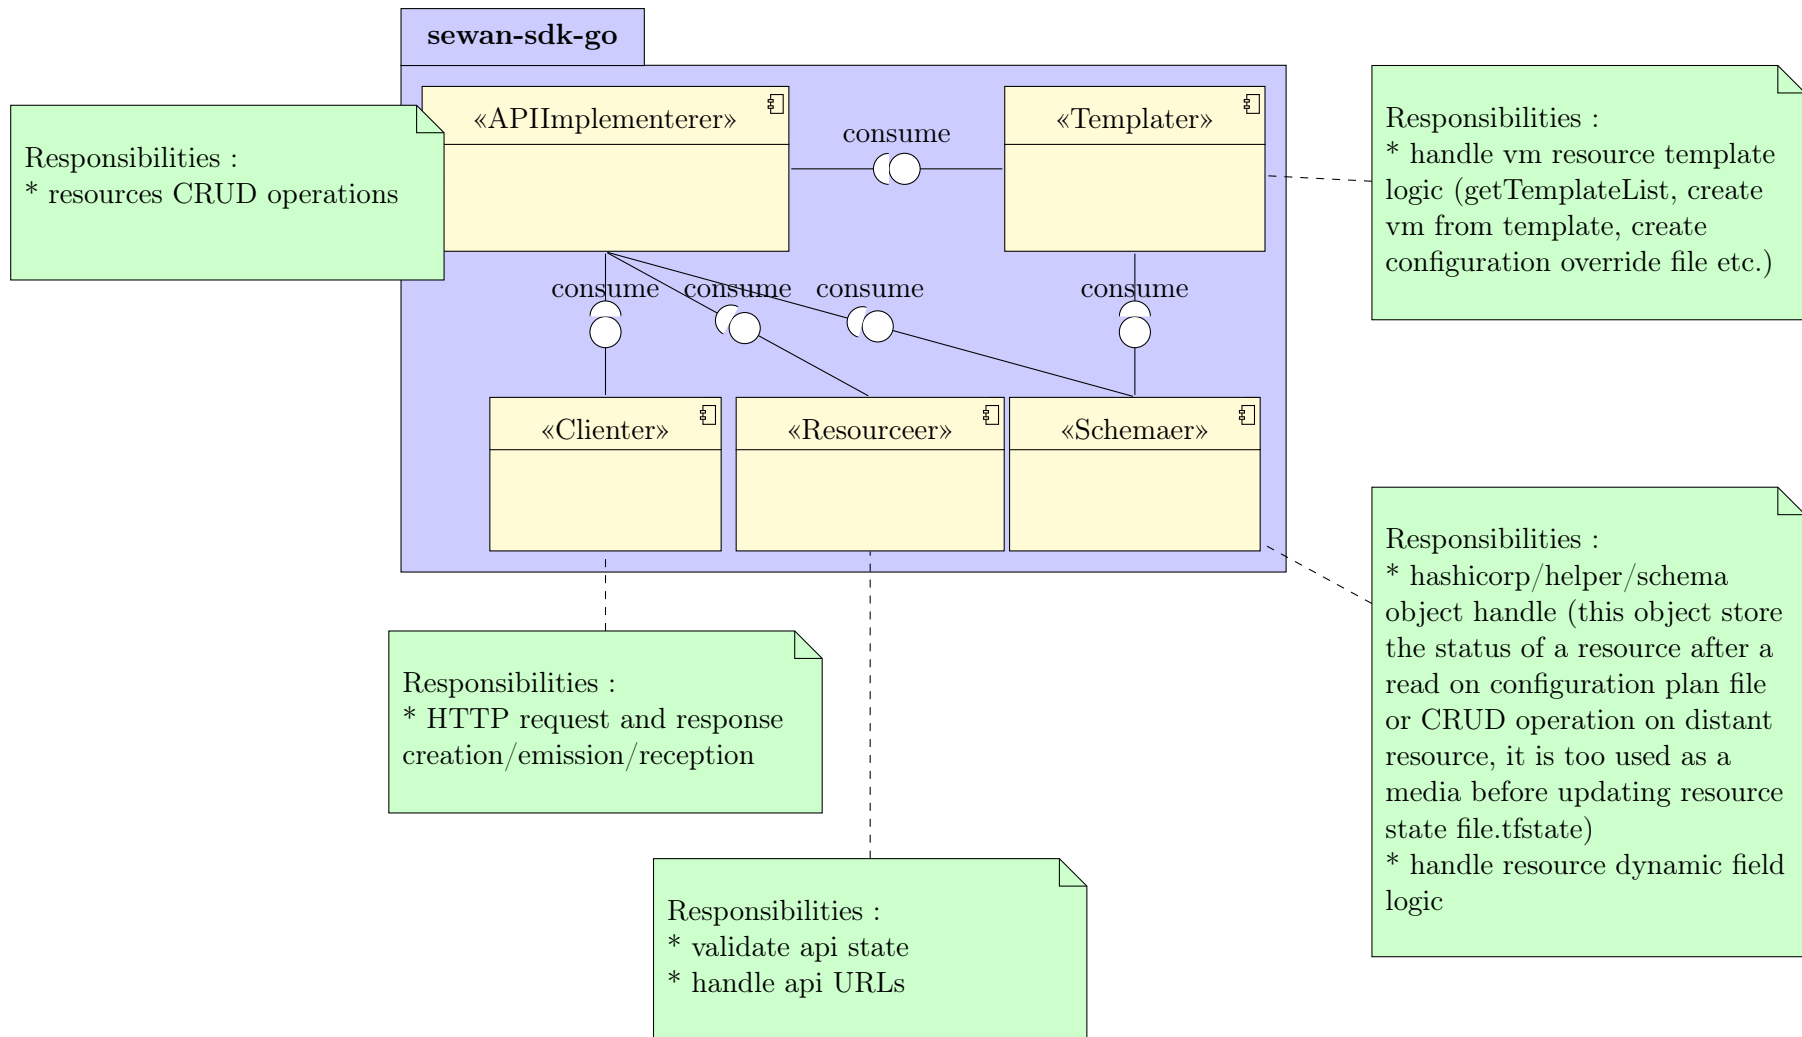 sewan-sdk-go
«APIImplementerer»
consume
«Templater»
Responsibilities :
* resources CRUD operations
Responsibilities :
* handle vm resource template
logic (getTemplateList, create
vm from template, create
configuration override file etc.)
consume
consume
consume
consume
«Clienter»
«Resourceer»
«Schemaer»
Responsibilities :
* HTTP request and response
creation/emission/reception
Responsibilities :
* validate api state
* handle api URLs
Responsibilities :
* hashicorp/helper/schema
object handle (this object store
the status of a resource after a
read on configuration plan file
or CRUD operation on distant
resource, it is too used as a
media before updating resource
state file.tfstate)
* handle resource dynamic field
logic